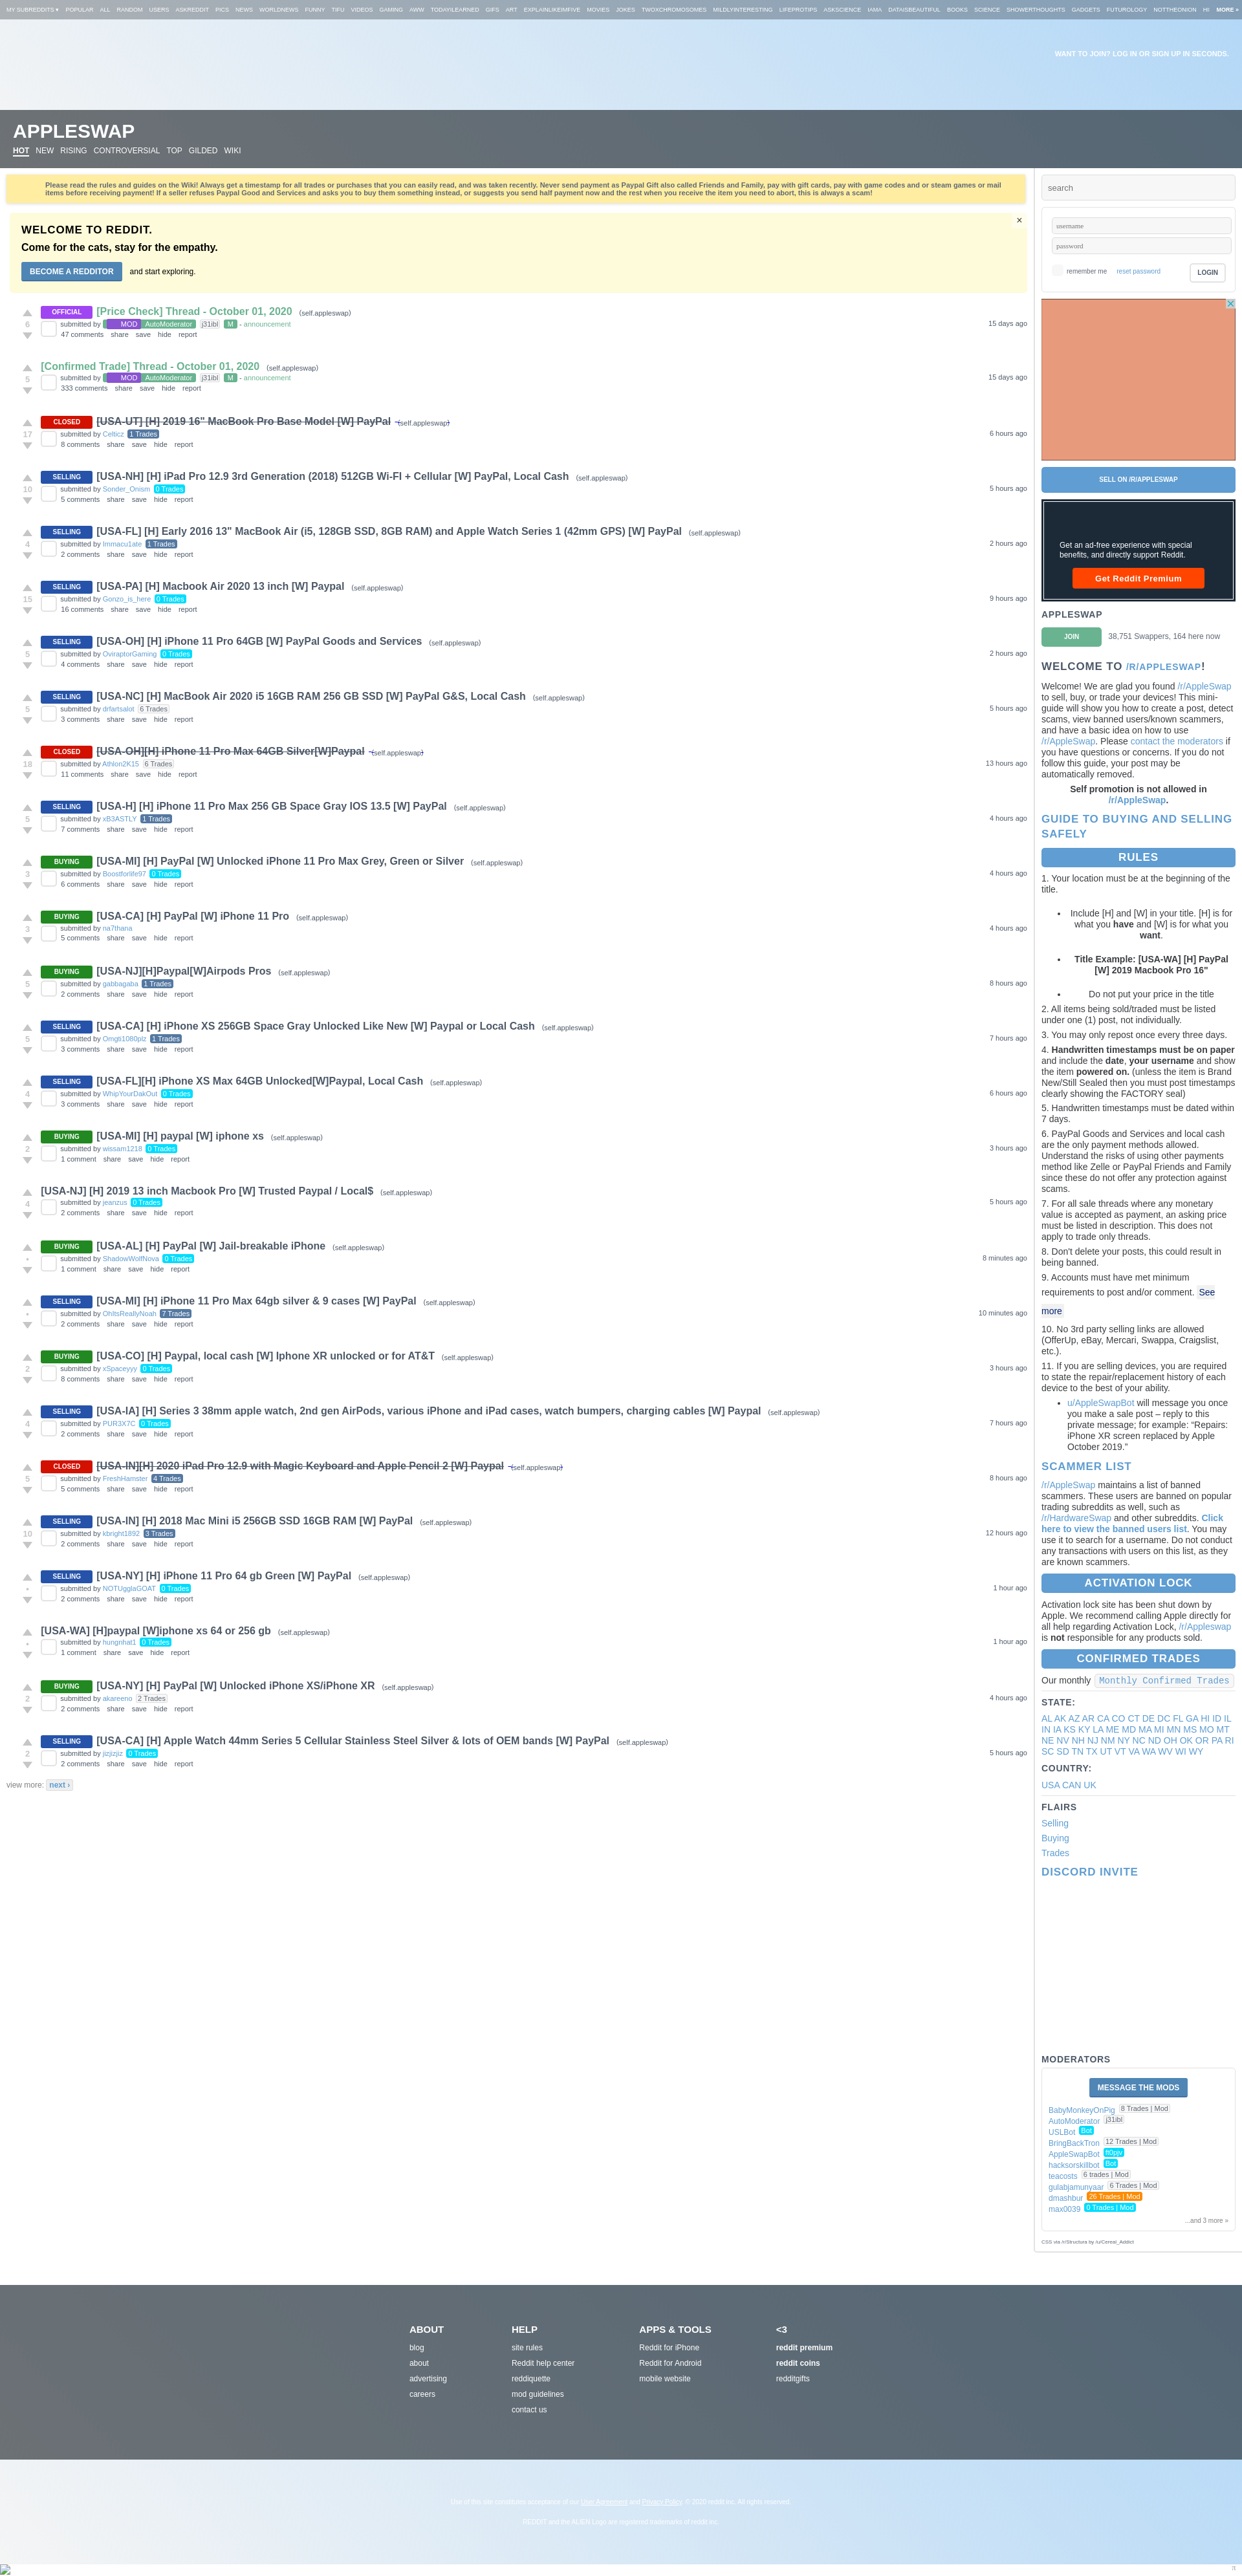 MY SUBREDDITS ▾ POPULAR ALL RANDOM USERS ASKREDDIT PICS NEWS WORLDNEWS FUNNY TIFU VIDEOS GAMING AWW TODAYILEARNED GIFS ART EXPLAINLIKEIMFIVE MOVIES JOKES TWOXCHROMOSOMES MILDLYINTERESTING LIFEPROTIPS ASKSCIENCE IAMA DATAISBEAUTIFUL BOOKS SCIENCE SHOWERTHOUGHTS GADGETS FUTUROLOGY NOTTHEONION HI MORE »
WANT TO JOIN? LOG IN OR SIGN UP IN SECONDS.
APPLESWAP
HOT NEW RISING CONTROVERSIAL TOP GILDED WIKI
Please read the rules and guides on the Wiki! Always get a timestamp for all trades or purchases that you can easily read, and was taken recently. Never send payment as Paypal Gift also called Friends and Family, pay with gift cards, pay with game codes and or steam games or mail
items before receiving payment! If a seller refuses Paypal Good and Services and asks you to buy them something instead, or suggests you send half payment now and the rest when you receive the item you need to abort, this is always a scam!
WELCOME TO REDDIT.
×
Come for the cats, stay for the empathy.
BECOME A REDDITOR and start exploring.
OFFICIAL [Price Check] Thread - October 01, 2020 (self.appleswap)
6 submitted by MOD AutoModerator j31ibl M - announcement 15 days ago
47 comments share save hide report
[Confirmed Trade] Thread - October 01, 2020 (self.appleswap)
5 submitted by MOD AutoModerator j31ibl M - announcement 15 days ago
333 comments share save hide report
CLOSED [USA-UT] [H] 2019 16" MacBook Pro Base Model [W] PayPal (self.appleswap)
17 submitted by Celticz 1 Trades 6 hours ago
8 comments share save hide report
SELLING [USA-NH] [H] iPad Pro 12.9 3rd Generation (2018) 512GB Wi-FI + Cellular [W] PayPal, Local Cash (self.appleswap)
10 submitted by Sonder_Onism 0 Trades 5 hours ago
5 comments share save hide report
SELLING [USA-FL] [H] Early 2016 13" MacBook Air (i5, 128GB SSD, 8GB RAM) and Apple Watch Series 1 (42mm GPS) [W] PayPal (self.appleswap)
4 submitted by Immacu1ate 1 Trades 2 hours ago
2 comments share save hide report
SELLING [USA-PA] [H] Macbook Air 2020 13 inch [W] Paypal (self.appleswap)
15 submitted by Gonzo_is_here 0 Trades 9 hours ago
16 comments share save hide report
SELLING [USA-OH] [H] iPhone 11 Pro 64GB [W] PayPal Goods and Services (self.appleswap)
5 submitted by OviraptorGaming 0 Trades 2 hours ago
4 comments share save hide report
SELLING [USA-NC] [H] MacBook Air 2020 i5 16GB RAM 256 GB SSD [W] PayPal G&S, Local Cash (self.appleswap)
5 submitted by drfartsalot 6 Trades 5 hours ago
3 comments share save hide report
CLOSED [USA-OH][H] iPhone 11 Pro Max 64GB Silver[W]Paypal (self.appleswap)
18 submitted by Athlon2K15 6 Trades 13 hours ago
11 comments share save hide report
SELLING [USA-H] [H] iPhone 11 Pro Max 256 GB Space Gray IOS 13.5 [W] PayPal (self.appleswap)
5 submitted by xB3ASTLY 1 Trades 4 hours ago
7 comments share save hide report
BUYING [USA-MI] [H] PayPal [W] Unlocked iPhone 11 Pro Max Grey, Green or Silver (self.appleswap)
3 submitted by Boostforlife97 0 Trades 4 hours ago
6 comments share save hide report
BUYING [USA-CA] [H] PayPal [W] iPhone 11 Pro (self.appleswap)
3 submitted by na7thana 4 hours ago
5 comments share save hide report
BUYING [USA-NJ][H]Paypal[W]Airpods Pros (self.appleswap)
5 submitted by gabbagaba 1 Trades 8 hours ago
2 comments share save hide report
SELLING [USA-CA] [H] iPhone XS 256GB Space Gray Unlocked Like New [W] Paypal or Local Cash (self.appleswap)
5 submitted by Omgti1080plz 1 Trades 7 hours ago
3 comments share save hide report
SELLING [USA-FL][H] iPhone XS Max 64GB Unlocked[W]Paypal, Local Cash (self.appleswap)
4 submitted by WhipYourDakOut 0 Trades 6 hours ago
3 comments share save hide report
BUYING [USA-MI] [H] paypal [W] iphone xs (self.appleswap)
2 submitted by wissam1218 0 Trades 3 hours ago
1 comment share save hide report
[USA-NJ] [H] 2019 13 inch Macbook Pro [W] Trusted Paypal / Local$ (self.appleswap)
4 submitted by jeanzus 0 Trades 5 hours ago
2 comments share save hide report
BUYING [USA-AL] [H] PayPal [W] Jail-breakable iPhone (self.appleswap)
• submitted by ShadowWolfNova 0 Trades 8 minutes ago
1 comment share save hide report
SELLING [USA-MI] [H] iPhone 11 Pro Max 64gb silver & 9 cases [W] PayPal (self.appleswap)
• submitted by OhItsReallyNoah 7 Trades 10 minutes ago
2 comments share save hide report
BUYING [USA-CO] [H] Paypal, local cash [W] Iphone XR unlocked or for AT&T (self.appleswap)
2 submitted by xSpaceyyy 0 Trades 3 hours ago
8 comments share save hide report
SELLING [USA-IA] [H] Series 3 38mm apple watch, 2nd gen AirPods, various iPhone and iPad cases, watch bumpers, charging cables [W] Paypal (self.appleswap)
4 submitted by PUR3X7C 0 Trades 7 hours ago
2 comments share save hide report
CLOSED [USA-IN][H] 2020 iPad Pro 12.9 with Magic Keyboard and Apple Pencil 2 [W] Paypal (self.appleswap)
5 submitted by FreshHamster 4 Trades 8 hours ago
5 comments share save hide report
SELLING [USA-IN] [H] 2018 Mac Mini i5 256GB SSD 16GB RAM [W] PayPal (self.appleswap)
10 submitted by kbright1892 3 Trades 12 hours ago
2 comments share save hide report
SELLING [USA-NY] [H] iPhone 11 Pro 64 gb Green [W] PayPal (self.appleswap)
• submitted by NOTUgglaGOAT 0 Trades 1 hour ago
2 comments share save hide report
[USA-WA] [H]paypal [W]iphone xs 64 or 256 gb (self.appleswap)
• submitted by hungnhat1 0 Trades 1 hour ago
1 comment share save hide report
BUYING [USA-NY] [H] PayPal [W] Unlocked iPhone XS/iPhone XR (self.appleswap)
2 submitted by akareeno 2 Trades 4 hours ago
2 comments share save hide report
SELLING [USA-CA] [H] Apple Watch 44mm Series 5 Cellular Stainless Steel Silver & lots of OEM bands [W] PayPal (self.appleswap)
2 submitted by jizjizjiz 0 Trades 5 hours ago
2 comments share save hide report
view more: next ›
search
username
password
remember me reset password LOGIN
SELL ON /R/APPLESWAP
Get an ad-free experience with special
benefits, and directly support Reddit.
Get Reddit Premium
APPLESWAP
JOIN 38,751 Swappers, 164 here now
WELCOME TO /R/APPLESWAP!
Welcome! We are glad you found /r/AppleSwap
to sell, buy, or trade your devices! This mini-
guide will show you how to create a post, detect
scams, view banned users/known scammers,
and have a basic idea on how to use
/r/AppleSwap. Please contact the moderators if
you have questions or concerns. If you do not
follow this guide, your post may be
automatically removed.
Self promotion is not allowed in
/r/AppleSwap.
GUIDE TO BUYING AND SELLING
SAFELY
RULES
1. Your location must be at the beginning of the
title.
• Include [H] and [W] in your title. [H] is for
what you have and [W] is for what you
want.
• Title Example: [USA-WA] [H] PayPal
[W] 2019 Macbook Pro 16"
• Do not put your price in the title
2. All items being sold/traded must be listed
under one (1) post, not individually.
3. You may only repost once every three days.
4. Handwritten timestamps must be on paper
and include the date, your username and show
the item powered on. (unless the item is Brand
New/Still Sealed then you must post timestamps
clearly showing the FACTORY seal)
5. Handwritten timestamps must be dated within
7 days.
6. PayPal Goods and Services and local cash
are the only payment methods allowed.
Understand the risks of using other payments
method like Zelle or PayPal Friends and Family
since these do not offer any protection against
scams.
7. For all sale threads where any monetary
value is accepted as payment, an asking price
must be listed in description. This does not
apply to trade only threads.
8. Don't delete your posts, this could result in
being banned.
9. Accounts must have met minimum
requirements to post and/or comment. See
more
10. No 3rd party selling links are allowed
(OfferUp, eBay, Mercari, Swappa, Craigslist,
etc.).
11. If you are selling devices, you are required
to state the repair/replacement history of each
device to the best of your ability.
• u/AppleSwapBot will message you once
you make a sale post – reply to this
private message; for example: “Repairs:
iPhone XR screen replaced by Apple
October 2019.”
SCAMMER LIST
/r/AppleSwap maintains a list of banned
scammers. These users are banned on popular
trading subreddits as well, such as
/r/HardwareSwap and other subreddits. Click
here to view the banned users list. You may
use it to search for a username. Do not conduct
any transactions with users on this list, as they
are known scammers.
ACTIVATION LOCK
Activation lock site has been shut down by
Apple. We recommend calling Apple directly for
all help regarding Activation Lock, /r/Appleswap
is not responsible for any products sold.
CONFIRMED TRADES
Our monthly Monthly Confirmed Trades
STATE:
AL AK AZ AR CA CO CT DE DC FL GA HI ID IL
IN IA KS KY LA ME MD MA MI MN MS MO MT
NE NV NH NJ NM NY NC ND OH OK OR PA RI
SC SD TN TX UT VT VA WA WV WI WY
COUNTRY:
USA CAN UK
FLAIRS
Selling
Buying
Trades
DISCORD INVITE
MODERATORS
MESSAGE THE MODS
BabyMonkeyOnPig 8 Trades | Mod
AutoModerator j31ibl
USLBot Bot
BringBackTron 12 Trades | Mod
AppleSwapBot ft0pjv
hacksorskillbot Bot
teacosts 6 trades | Mod
gulabjamunyaar 6 Trades | Mod
dmashbur 26 Trades | Mod
max0039 0 Trades | Mod
...and 3 more »
CSS via /r/Structura by /u/Cereal_Addict
ABOUT
blog
about
advertising
careers
HELP
site rules
Reddit help center
reddiquette
mod guidelines
contact us
APPS & TOOLS
Reddit for iPhone
Reddit for Android
mobile website
<3
reddit premium
reddit coins
redditgifts
Use of this site constitutes acceptance of our User Agreement and Privacy Policy. © 2020 reddit inc. All rights reserved.
REDDIT and the ALIEN Logo are registered trademarks of reddit inc.
π